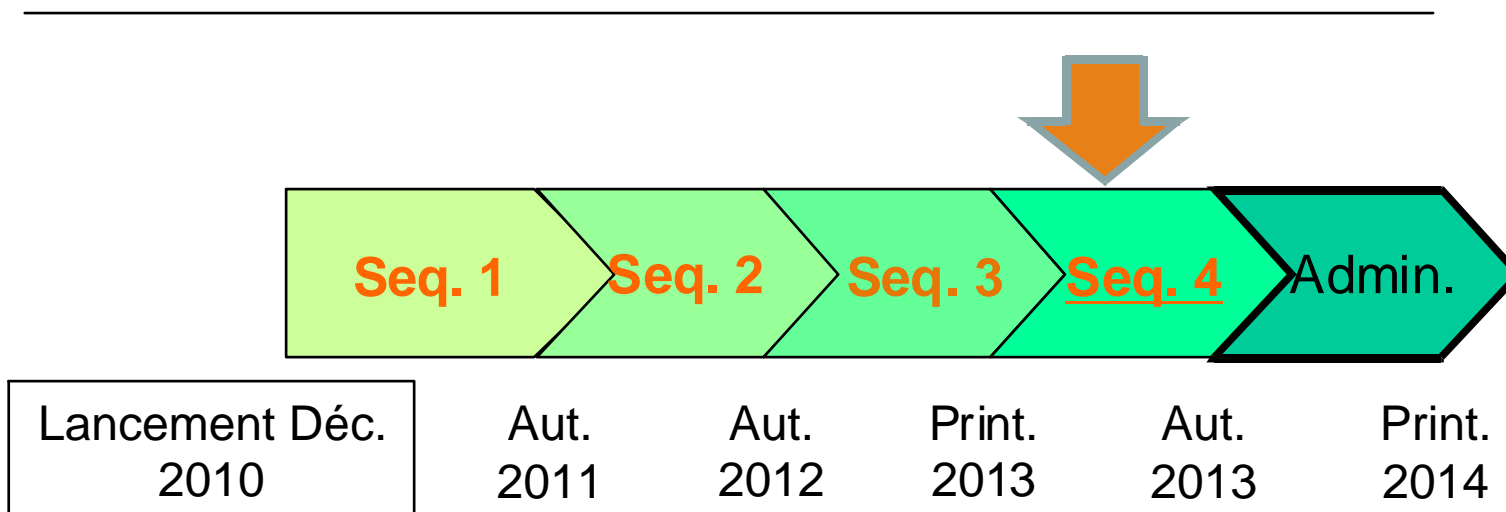 Seq. 1
Seq. 2
Seq. 3
Seq. 4
Admin.
Lancement Déc.
2010
Aut.
2011
Aut.
2012
Print.
2013
Aut.
2013
Print.
2014